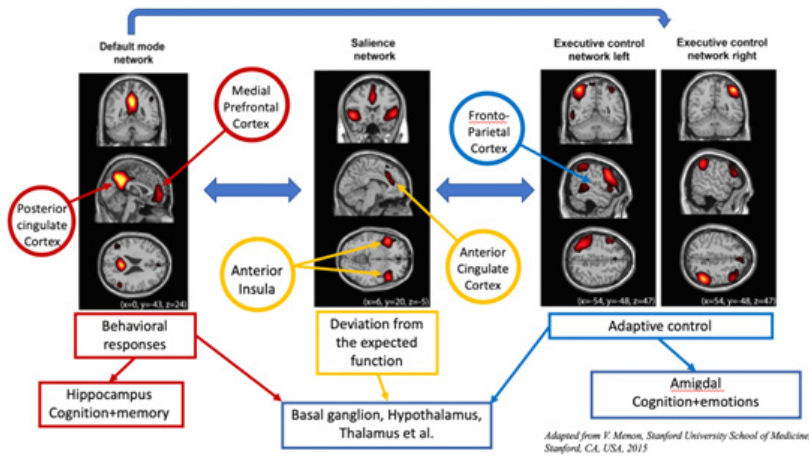 Default mode
network
Salience
network
Executive control
network left
Executive control
network right
Medial
Prefrontal
Cortex
Fronto-
Parietal
Cortex
Posterior
cingulate
Cortex
Anterior
Insula
Anterior
Cingulate
Cortex
(x=0, y=-43, z=24)
(x=6, y=20, z=-5)
(x=-54, y=-48, z=47)
(x=54, y=-48, z=47)
Behavioral
responses
Deviation from
the expected
function
Adaptive control
Hippocampus
Cognition+memory
Basal ganglion, Hypothalamus,
Thalamus et al.
Amigdal
Cognition+emotions
Adapted from V. Menon, Stanford University School of Medicine,
Stanford, CA, USA, 2015